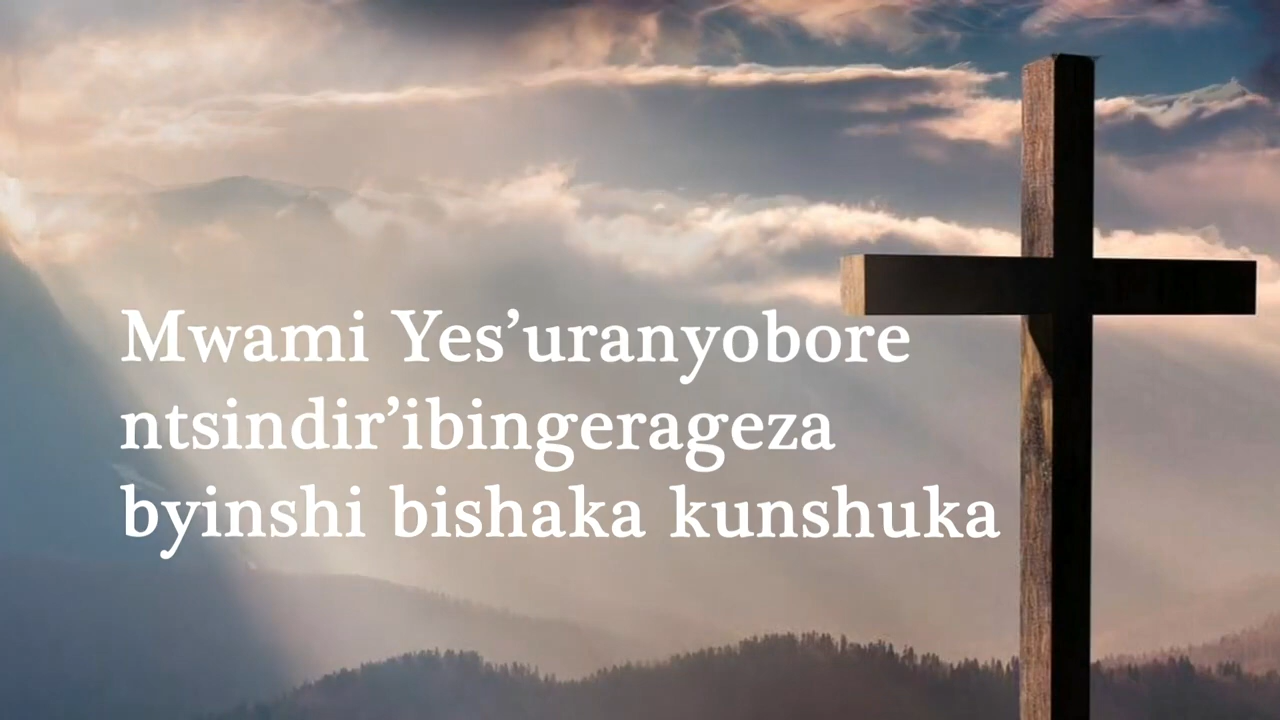 Mwami Yes’uranyobore
ntsindir’ibingerageza
byinshi bishaka kunshuka